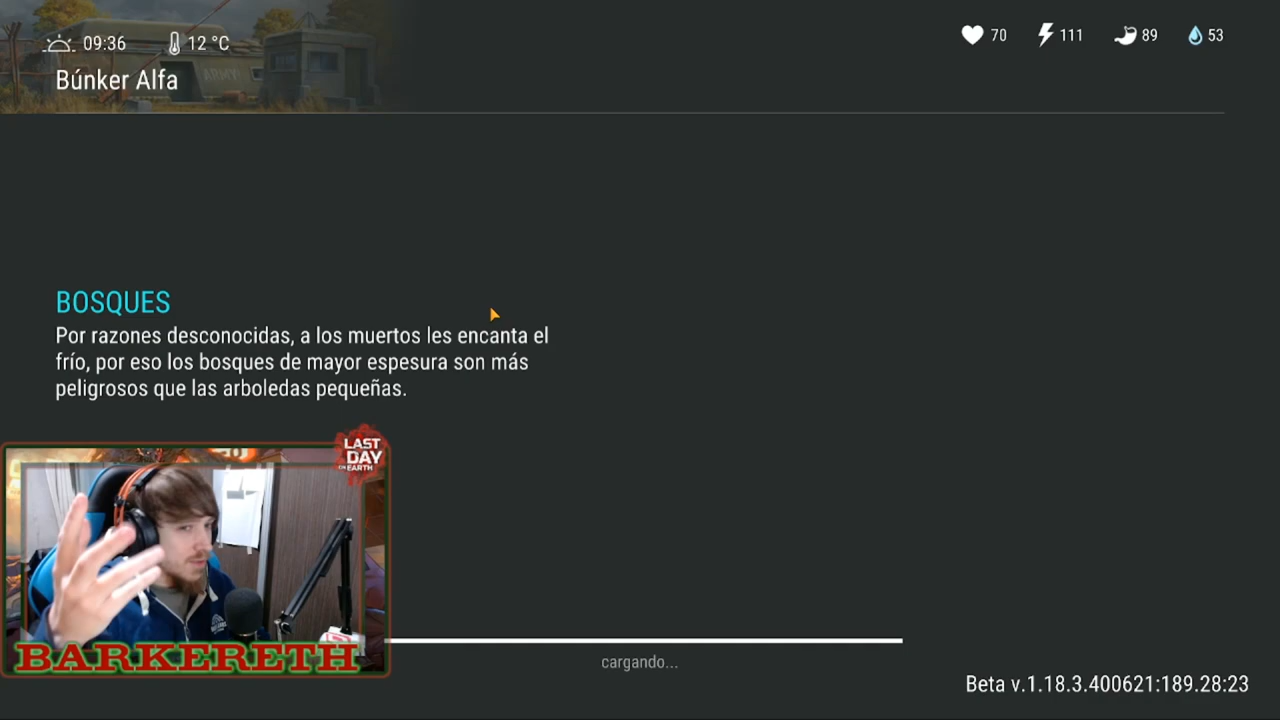 09:36
12 °C
70
111
89
53
ARMY
Búnker Alfa
BOSQUES
Por razones desconocidas, a los muertos les encanta el
frío, por eso los bosques de mayor espesura son más
peligrosos que las arboledas pequeñas.
LAST
DAY
ON EARTH
BARKERETH
cargando...
Beta v.1.18.3.400621:189.28:23